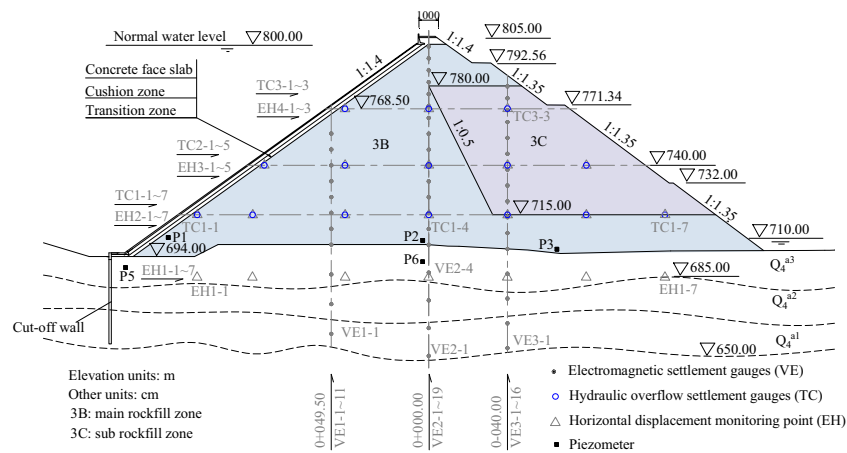 1000
Normal water level ▽800.00
▽805.00
1:1.4
1:1.4
▽792.56
Concrete face slab
Cushion zone
Transition zone
TC3-1~3
EH4-1~3
▽780.00
1:1.35
▽771.34
▽768.50
TC3-3
TC2-1~5
EH3-1~5
3B
1:0.5
3C
1:1.35
▽740.00
▽732.00
TC1-1~7
EH2-1~7
▽715.00
1:1.35
TC1-1
TC1-4
TC1-7
▽710.00
P1
P2
P3
▽694.00
P5
P6
EH1-1~7
EH1-1
VE2-4
▽685.00
EH1-7
Q₄ᵃ³
Q₄ᵃ²
Cut-off wall
VE1-1
VE2-1
VE3-1
Q₄ᵃ¹
▽650.00
Elevation units: m
Other units: cm
3B: main rockfill zone
3C: sub rockfill zone
0+049.50
VE1-1~11
0+000.00
VE2-1~19
0-040.00
VE3-1~16
Electromagnetic settlement gauges (VE)
Hydraulic overflow settlement gauges (TC)
Horizontal displacement monitoring point (EH)
Piezometer